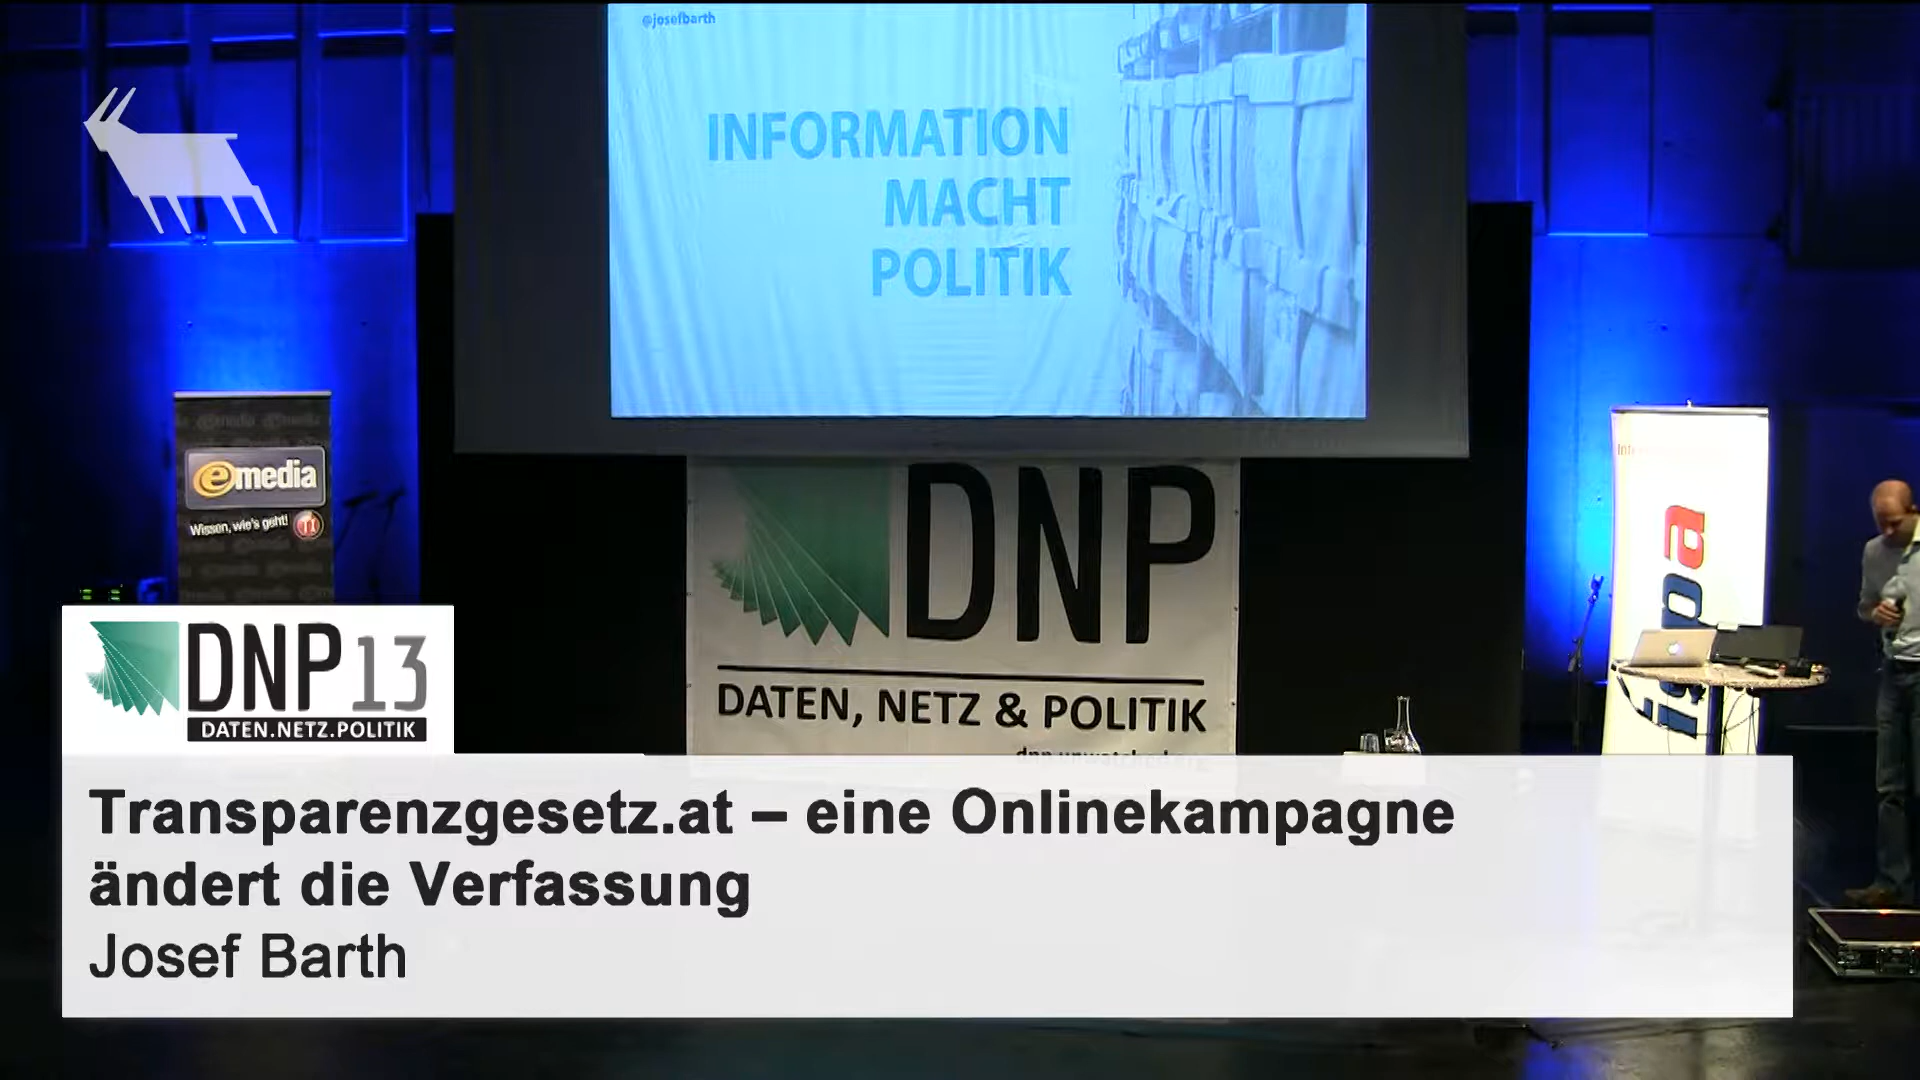 @josefbarth
INFORMATION
MACHT
POLITIK
emedia
Wissen, wie's geht!
ispa
DNP
DATEN, NETZ & POLITIK
DNP13
DATEN.NETZ.POLITIK
Transparenzgesetz.at – eine Onlinekampagne
ändert die Verfassung
Josef Barth